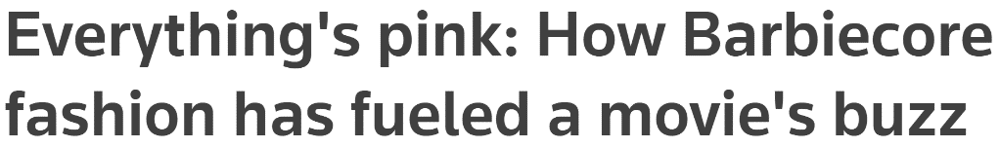 Everything's pink: How Barbiecore
fashion has fueled a movie's buzz